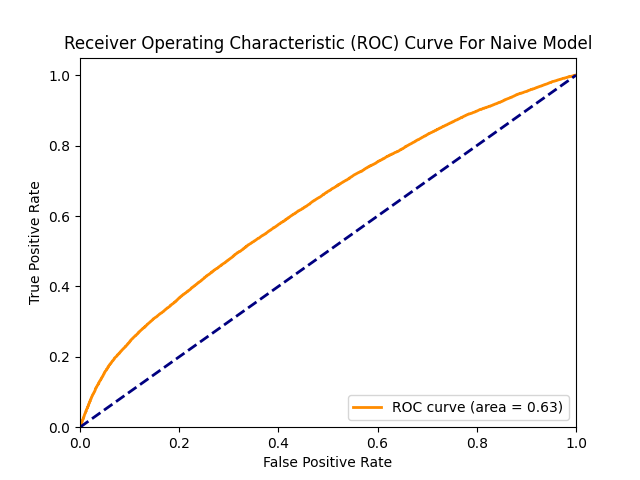 Receiver Operating Characteristic (ROC) Curve For Naive Model
1.0
0.8
0.6
0.4
0.2
0.0
True Positive Rate
ROC curve (area = 0.63)
0.0 0.2 0.4 0.6 0.8 1.0
False Positive Rate